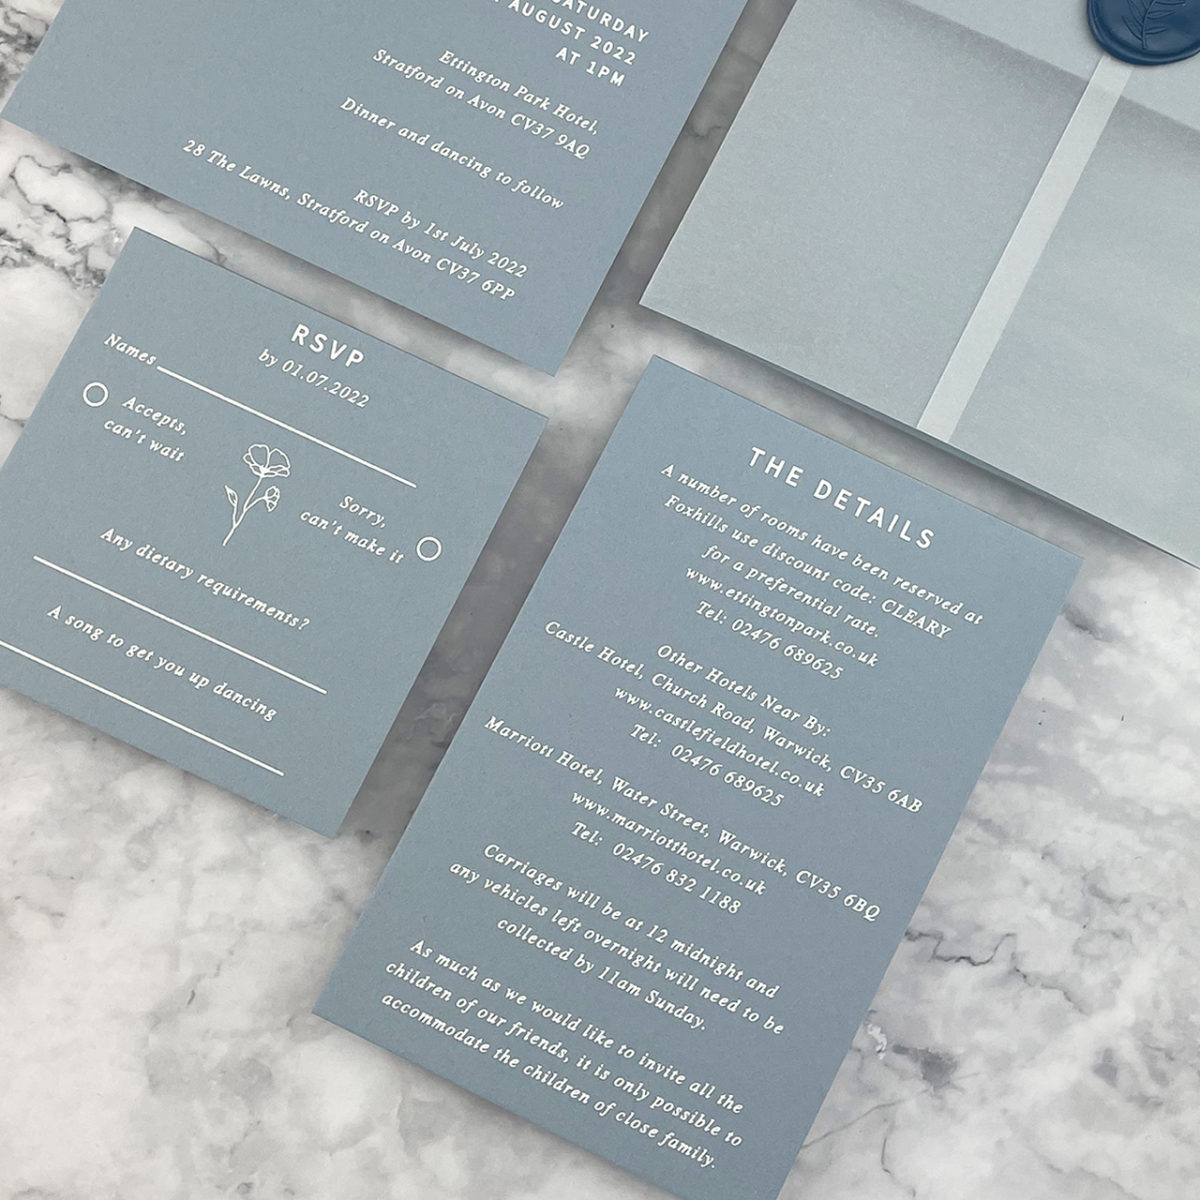 SATURDAY
AUGUST 2022
AT 1PM
Ettington Park Hotel,
Stratford on Avon CV37 9AQ
Dinner and dancing to follow
RSVP by 1st July 2022
28 The Lawns, Stratford on Avon CV37 6PP
RSVP
by 01.07.2022
Names
Accepts,
can't wait
Sorry,
can't make it
Any dietary requirements?
A song to get you up dancing
THE DETAILS
A number of rooms have been reserved at
Foxhills use discount code: CLEARY
for a preferential rate.
www.ettingtonpark.co.uk
Tel: 02476 689625
Other Hotels Near By:
Castle Hotel, Church Road, Warwick, CV35 6AB
www.castlefieldhotel.co.uk
Tel: 02476 689625
Marriott Hotel, Water Street, Warwick, CV35 6BQ
www.marriotthotel.co.uk
Tel: 02476 832 1188
Carriages will be at 12 midnight and
any vehicles left overnight will need to be
collected by 11am Sunday.
As much as we would like to invite all the
children of our friends, it is only possible to
accommodate the children of close family.